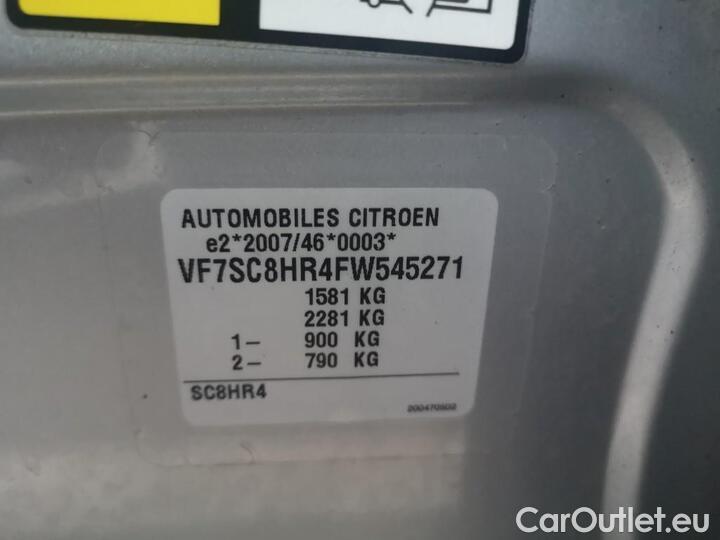 AUTOMOBILES CITROEN
e2*2007/46*0003*
VF7SC8HR4FW545271
1581 KG
2281 KG
1- 900 KG
2- 790 KG
SC8HR4
CarOutlet.eu